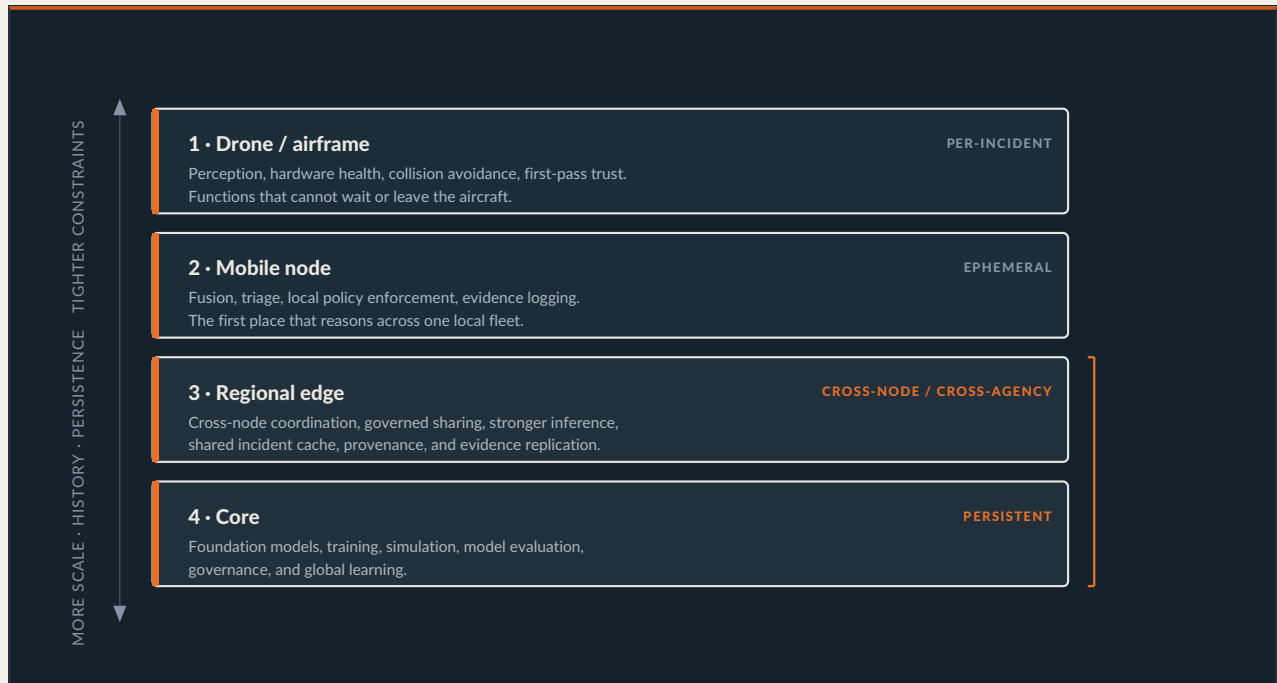 TIGHTER CONSTRAINTS
MORE SCALE · HISTORY · PERSISTENCE
1 · Drone / airframe
PER-INCIDENT
Perception, hardware health, collision avoidance, first-pass trust.
Functions that cannot wait or leave the aircraft.
2 · Mobile node
EPHEMERAL
Fusion, triage, local policy enforcement, evidence logging.
The first place that reasons across one local fleet.
3 · Regional edge
CROSS-NODE / CROSS-AGENCY
Cross-node coordination, governed sharing, stronger inference,
shared incident cache, provenance, and evidence replication.
4 · Core
PERSISTENT
Foundation models, training, simulation, model evaluation,
governance, and global learning.